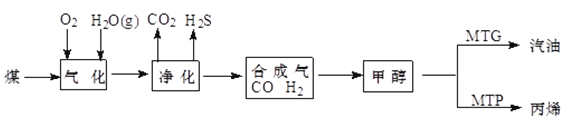 O2 H2O(g) CO2 H2S
煤 气化 净化 合成气 CO H2 甲醇
MTG 汽油
MTP 丙烯